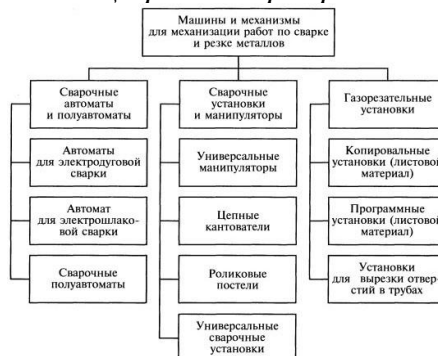 Машины и механизмы
для механизации работ по сварке
и резке металлов
Сварочные
автоматы
и полуавтоматы
Автоматы
для электродуговой
сварки
Автомат
для электрошлако-
вой сварки
Сварочные
полуавтоматы
Сварочные
установки
и манипуляторы
Универсальные
манипуляторы
Цепные
кантователи
Роликовые
постели
Универсальные
сварочные
установки
Газорезательные
установки
Копировальные
установки (листовой
материал)
Программные
установки (листовой
материал)
Установки
для вырезки отвер-
стий в трубах